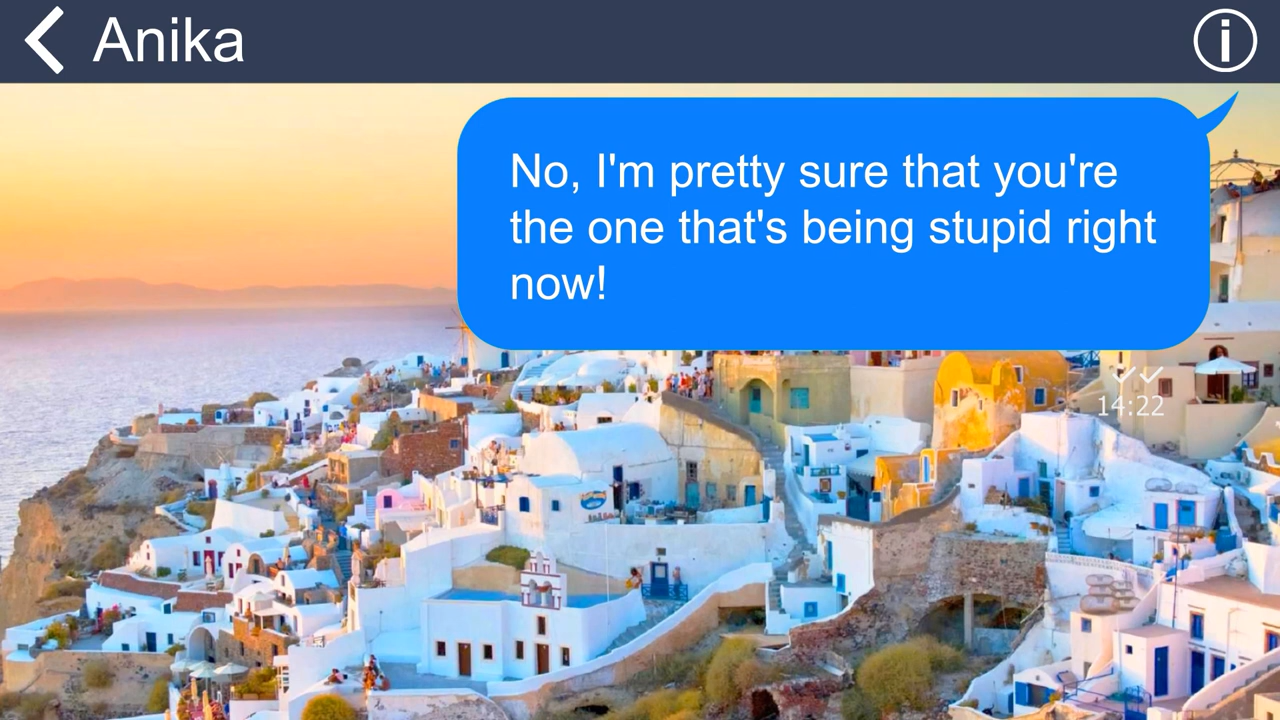 Anika
No, I'm pretty sure that you're
the one that's being stupid right
now!
14:22